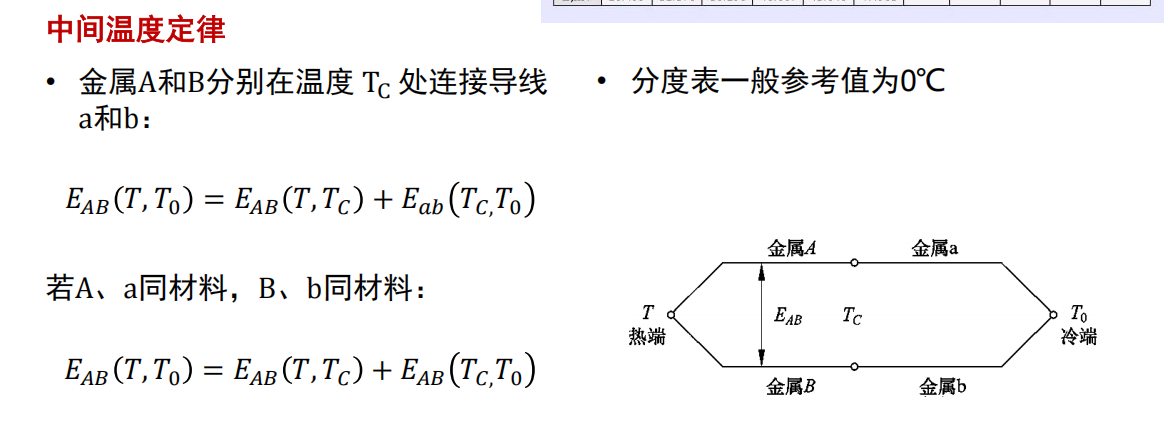 中间温度定律
• 金属A和B分别在温度 T_C 处连接导线
a和b：
E_{AB}(T, T_0) = E_{AB}(T, T_C) + E_{ab}(T_{C,}T_0)
若A、a同材料，B、b同材料：
E_{AB}(T, T_0) = E_{AB}(T, T_C) + E_{AB}(T_{C,}T_0)
• 分度表一般参考值为0℃
金属A 金属a
T E_{AB} T_C T_0
热端 冷端
金属B 金属b